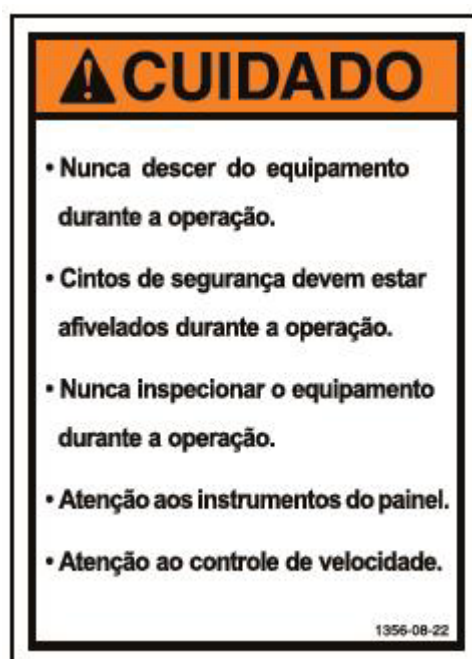 CUIDADO
• Nunca descer do equipamento
durante a operação.
• Cintos de segurança devem estar
afivelados durante a operação.
• Nunca inspecionar o equipamento
durante a operação.
• Atenção aos instrumentos do painel.
• Atenção ao controle de velocidade.
1356-08-22